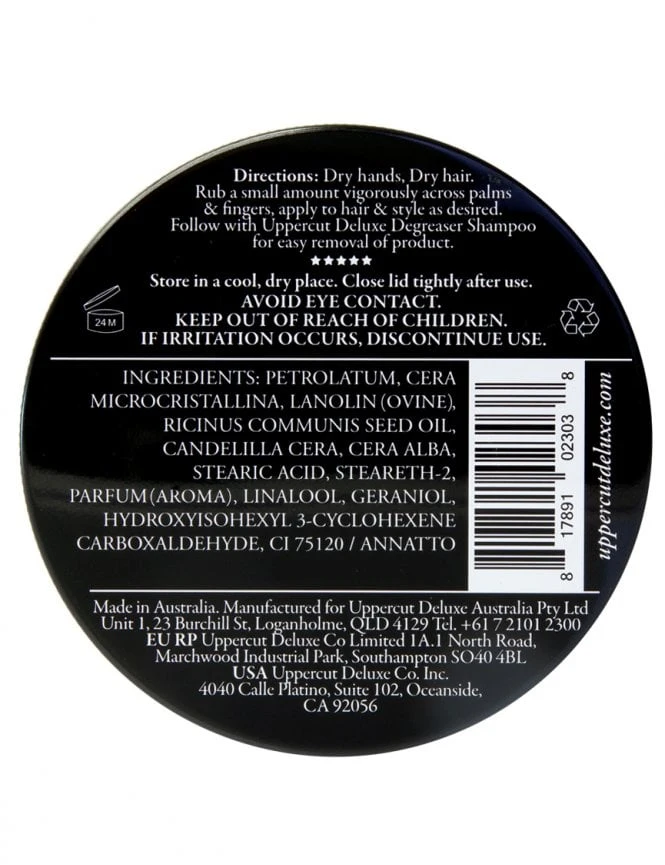 Directions: Dry hands, Dry hair.
Rub a small amount vigorously across palms
& fingers, apply to hair & style as desired.
Follow with Uppercut Deluxe Degreaser Shampoo
for easy removal of product.
★★★★★
Store in a cool, dry place. Close lid tightly after use.
AVOID EYE CONTACT.
KEEP OUT OF REACH OF CHILDREN.
IF IRRITATION OCCURS, DISCONTINUE USE.
24 M
INGREDIENTS: PETROLATUM, CERA
MICROCRISTALLINA, LANOLIN (OVINE),
RICINUS COMMUNIS SEED OIL,
CANDELILLA CERA, CERA ALBA,
STEARIC ACID, STEARETH-2,
PARFUM (AROMA), LINALOOL, GERANIOL,
HYDROXYISOHEXYL 3-CYCLOHEXENE
CARBOXALDEHYDE, CI 75120 / ANNATTO
8 17891 02303 8
uppercutdeluxe.com
Made in Australia. Manufactured for Uppercut Deluxe Australia Pty Ltd
Unit 1, 23 Burchill St, Loganholme, QLD 4129 Tel. +61 7 2101 2300
EU RP Uppercut Deluxe Co Limited 1A.1 North Road,
Marchwood Industrial Park, Southampton SO40 4BL
USA Uppercut Deluxe Co. Inc.
4040 Calle Platino, Suite 102, Oceanside,
CA 92056